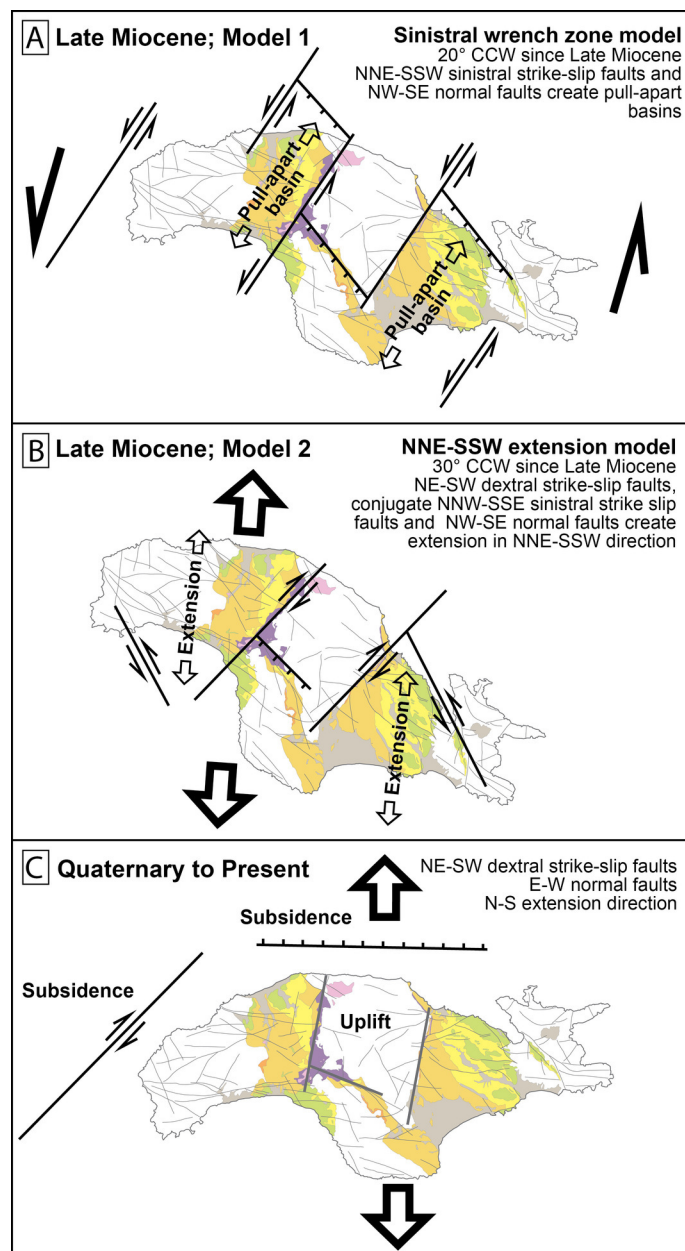 A Late Miocene; Model 1
Sinistral wrench zone model
20° CCW since Late Miocene
NNE-SSW sinistral strike-slip faults and
NW-SE normal faults create pull-apart
basins
Pull-apart
basin
Pull-apart
basin
B Late Miocene; Model 2
NNE-SSW extension model
30° CCW since Late Miocene
NE-SW dextral strike-slip faults,
conjugate NNW-SSE sinistral strike slip
faults and NW-SE normal faults create
extension in NNE-SSW direction
Extension
Extension
C Quaternary to Present
NE-SW dextral strike-slip faults
E-W normal faults
N-S extension direction
Subsidence
Subsidence
Uplift